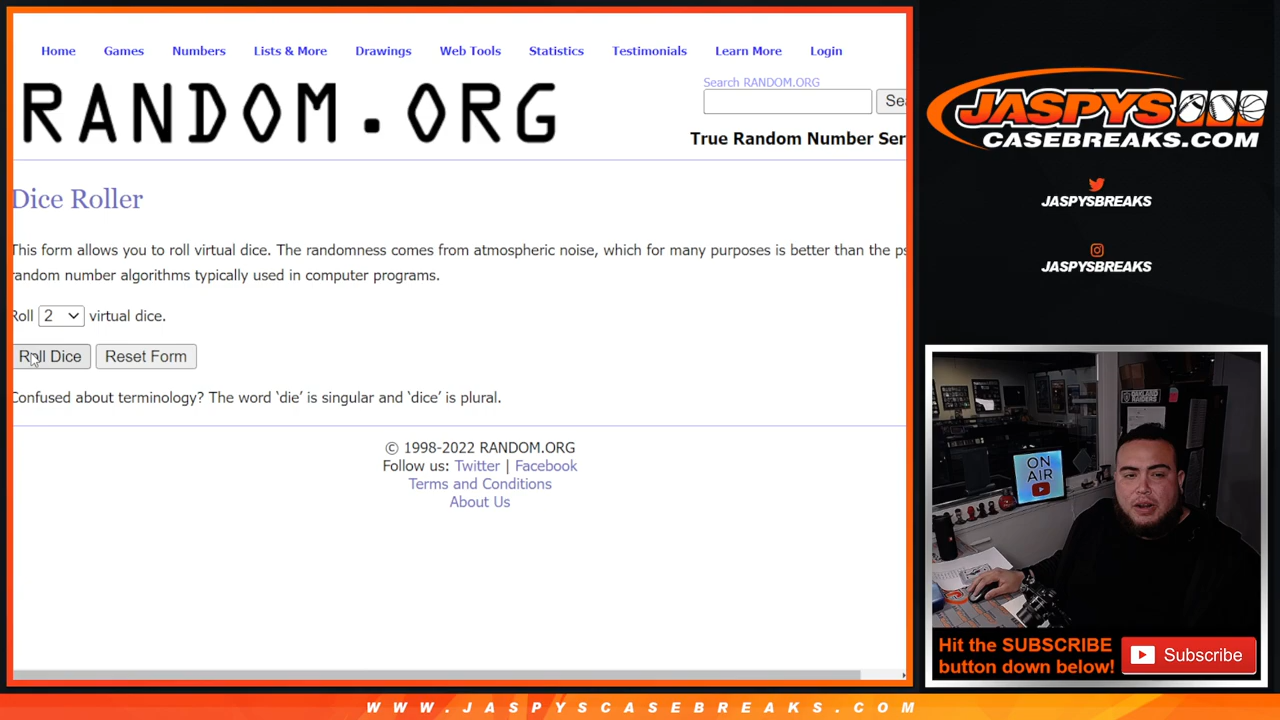 Home Games Numbers Lists & More Drawings Web Tools Statistics Testimonials Learn More Login
RANDOM.ORG
Search RANDOM.ORG
Sea
True Random Number Ser
Dice Roller
This form allows you to roll virtual dice. The randomness comes from atmospheric noise, which for many purposes is better than the ps
random number algorithms typically used in computer programs.
Roll 2 virtual dice.
Roll Dice Reset Form
Confused about terminology? The word ‘die’ is singular and ‘dice’ is plural.
© 1998-2022 RANDOM.ORG
Follow us: Twitter | Facebook
Terms and Conditions
About Us
JASPYS
CASEBREAKS.COM
JASPYSBREAKS
JASPYSBREAKS
OAKLAND
RAIDERS
ON
AIR
Hit the SUBSCRIBE
button down below!
Subscribe
WWW.JASPYSCASEBREAKS.COM